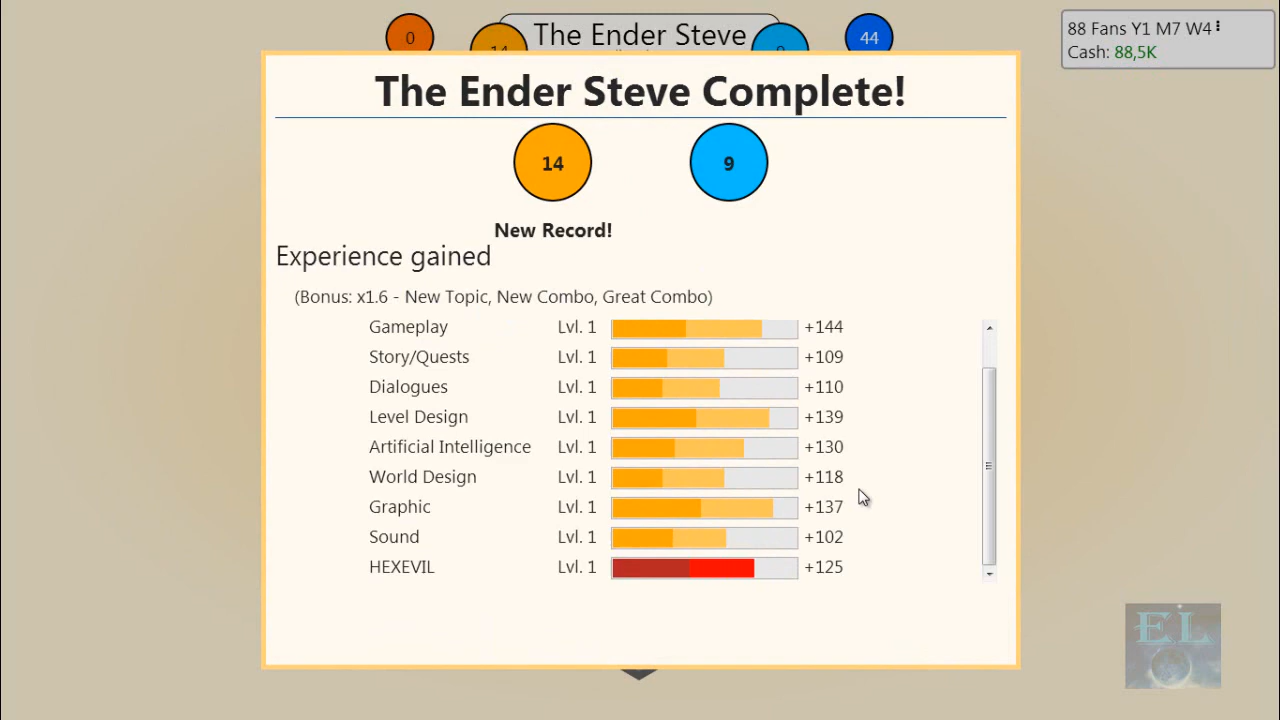 0
14
The Ender Steve
44
88 Fans Y1 M7 W4
Cash: 88,5K
The Ender Steve Complete!
14
9
New Record!
Experience gained
(Bonus: x1.6 - New Topic, New Combo, Great Combo)
Gameplay Lvl. 1 +144
Story/Quests Lvl. 1 +109
Dialogues Lvl. 1 +110
Level Design Lvl. 1 +139
Artificial Intelligence Lvl. 1 +130
World Design Lvl. 1 +118
Graphic Lvl. 1 +137
Sound Lvl. 1 +102
HEXEVIL Lvl. 1 +125
EL